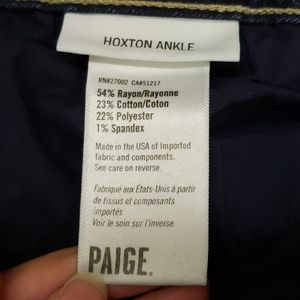 HOXTON ANKLE
RN#27002 CA#51217
54% Rayon/Rayonne
23% Cotton/Coton
22% Polyester
1% Spandex
Made in the USA of Imported
fabric and components.
See care on reverse.
Fabriqué aux États-Unis à partir
de tissus et composants
importés
Voir le soin sur l'inverse.
PAIGE.